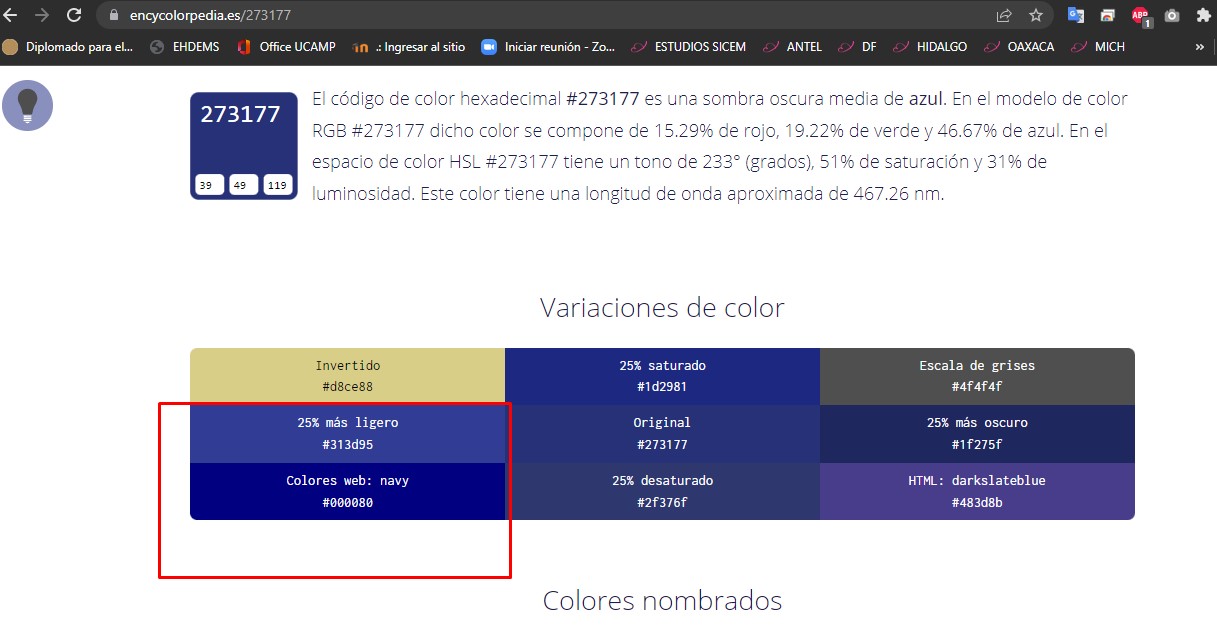 encycolorpedia.es/273177
ABP
1
Diplomado para el...
EHDEMS
Office UCAMP
.: Ingresar al sitio
Iniciar reunión - Zo...
ESTUDIOS SICEM
ANTEL
DF
HIDALGO
OAXACA
MICH
»
273177
39 49 119
El código de color hexadecimal #273177 es una sombra oscura media de azul. En el modelo de color
RGB #273177 dicho color se compone de 15.29% de rojo, 19.22% de verde y 46.67% de azul. En el
espacio de color HSL #273177 tiene un tono de 233° (grados), 51% de saturación y 31% de
luminosidad. Este color tiene una longitud de onda aproximada de 467.26 nm.
Variaciones de color
Invertido
#d8ce88
25% saturado
#1d2981
Escala de grises
#4f4f4f
25% más ligero
#313d95
Original
#273177
25% más oscuro
#1f275f
Colores web: navy
#000080
25% desaturado
#2f376f
HTML: darkslateblue
#483d8b
Colores nombrados